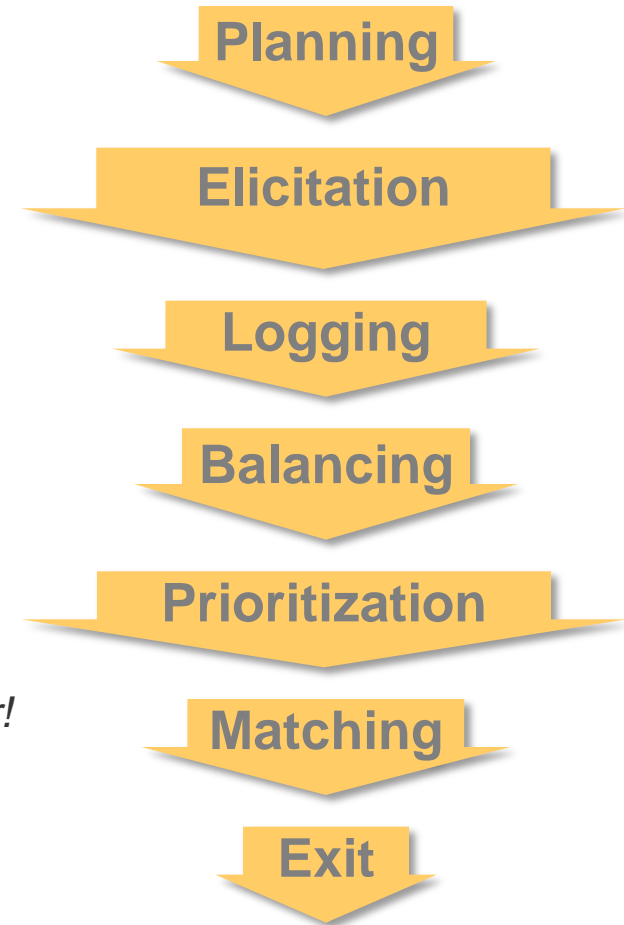 Planning
Elicitation
Logging
Balancing
Prioritization
r!
Matching
Exit